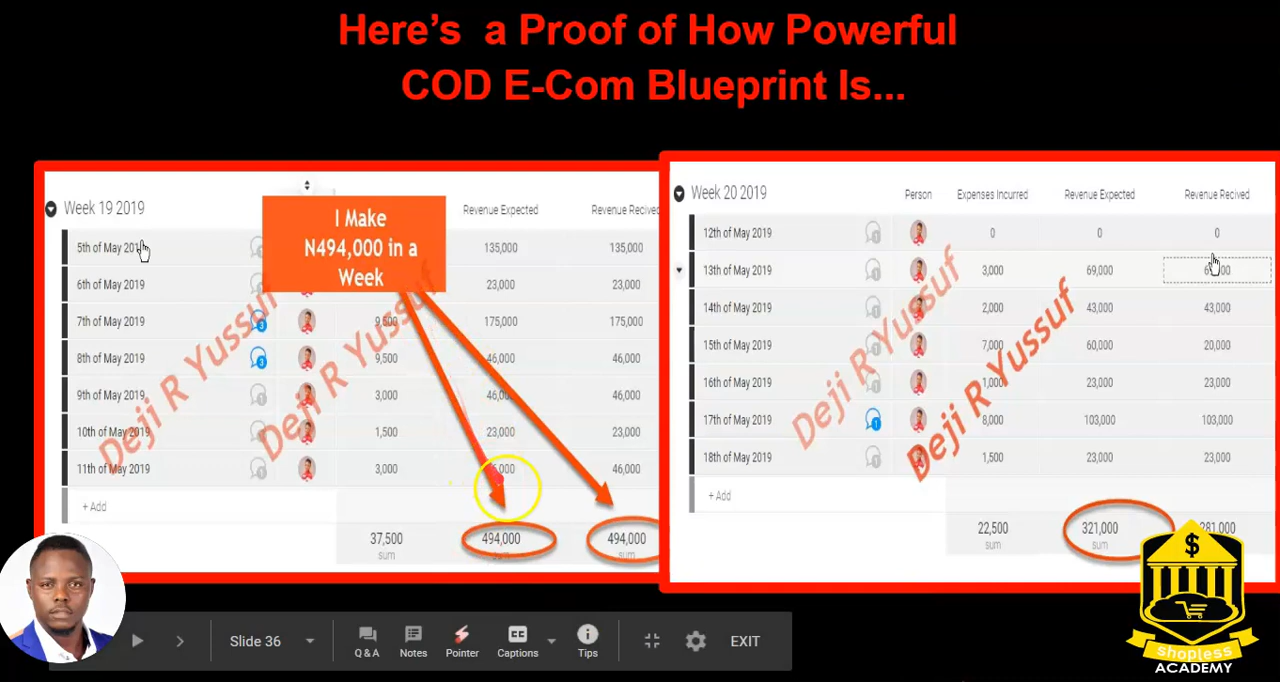 Here's a Proof of How Powerful
COD E-Com Blueprint Is...
Week 19 2019
Revenue Expected
Revenue Recived
I Make
N494,000 in a
Week
5th of May 2019 135,000 135,000
6th of May 2019 23,000 23,000
7th of May 2019 9,500 175,000 175,000
8th of May 2019 9,500 46,000 46,000
9th of May 2019 3,000 46,000 46,000
10th of May 2019 1,500 23,000 23,000
11th of May 2019 3,000 46,000
+ Add
37,500 494,000 494,000
sum sum sum
Deji R Yussuf
Deji R Yussuf
Week 20 2019 Person Expenses Incurred Revenue Expected Revenue Recived
12th of May 2019 0 0 0
13th of May 2019 3,000 69,000
14th of May 2019 2,000 43,000 43,000
15th of May 2019 7,000 60,000 20,000
16th of May 2019 1,000 23,000 23,000
17th of May 2019 8,000 103,000 103,000
18th of May 2019 1,500 23,000 23,000
+ Add
22,500 321,000 281,000
sum sum
Deji R Yussuf
Deji R Yussuf
Slide 36
Q & A
Notes
Pointer
CC
Captions
Tips
EXIT
$
shopless
ACADEMY